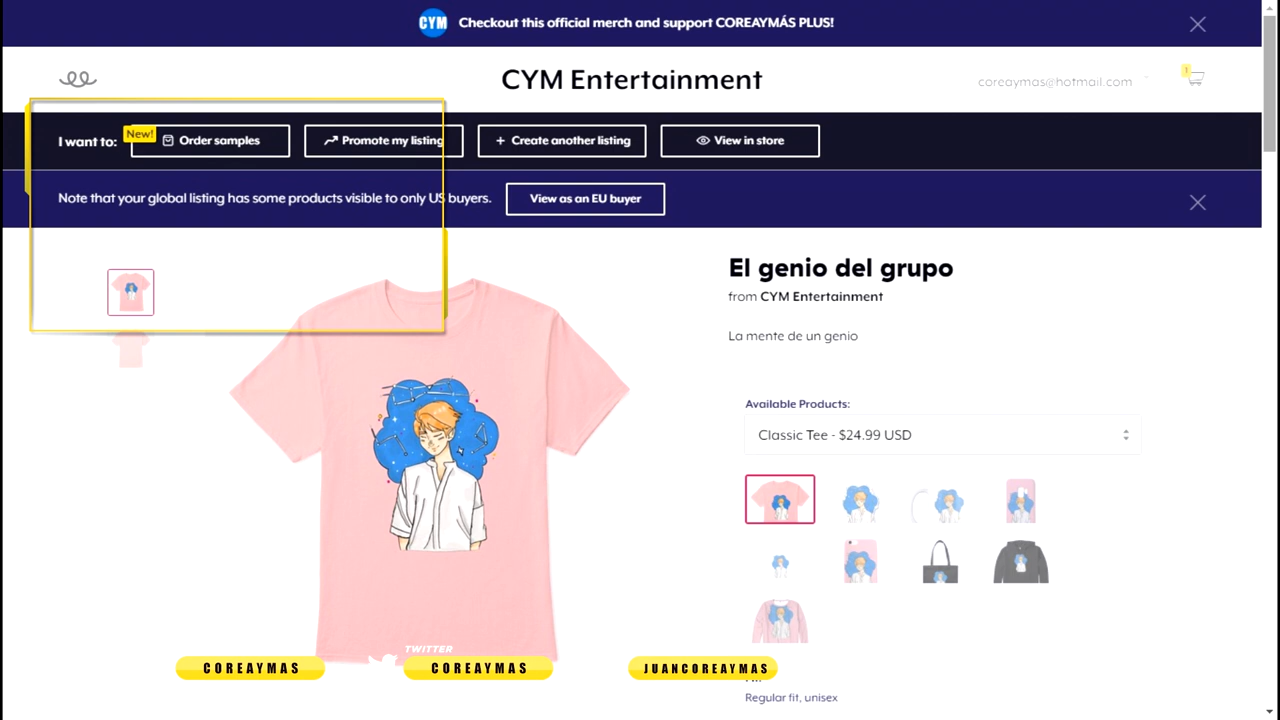 CYM Checkout this official merch and support COREAYMÁS PLUS!
CYM Entertainment
coreaymas@hotmail.com
1
I want to:
New!
Order samples
Promote my listing
+ Create another listing
View in store
Note that your global listing has some products visible to only US buyers.
View as an EU buyer
El genio del grupo
from CYM Entertainment
La mente de un genio
Available Products:
Classic Tee - $24.99 USD
TWITTER
COREAYMAS
COREAYMAS
JUANCOREAYMAS
Regular fit, unisex